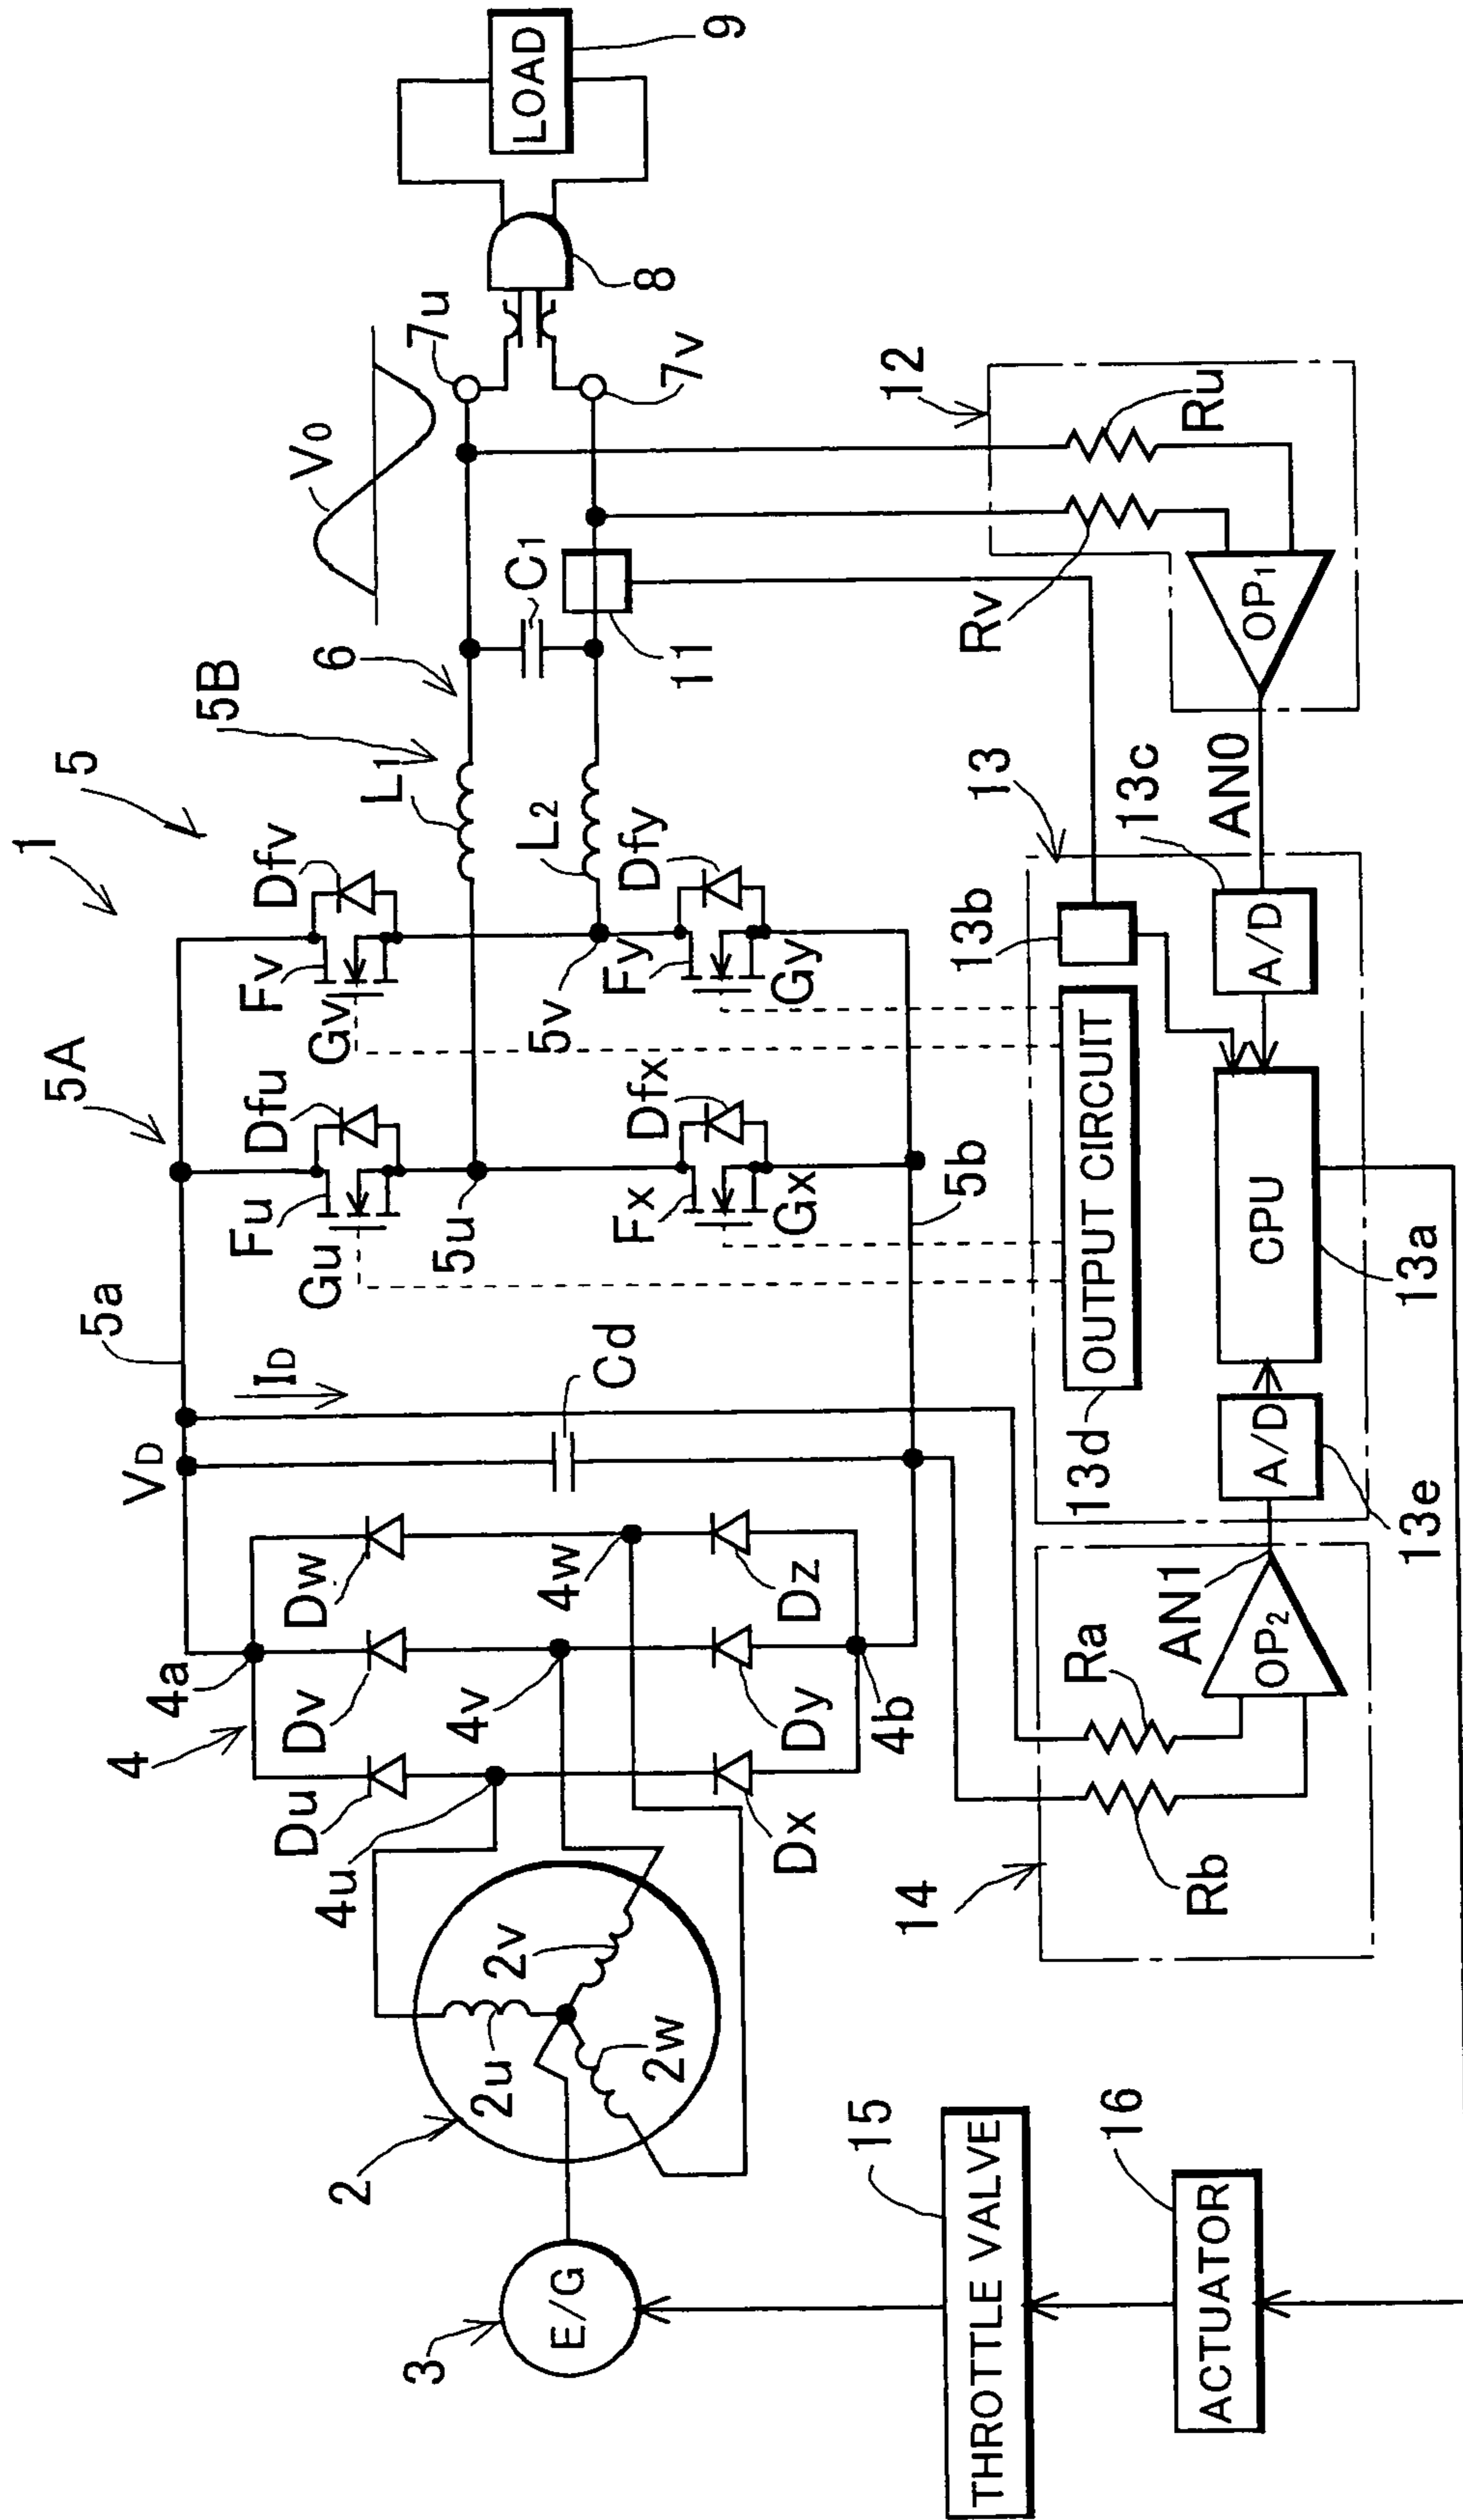 1
5
5A
5B
5a
VD
ID
4a
4
Dw
Dv
Du
4w
4v
4u
Dz
Dy
Dx
4b
Cd
Fu
Dfu
Gu
Fv
Dfv
Gv
5u
5v
Fx
Dfx
Gx
Fy
Dfy
Gy
5b
L1
L2
6
C1
11
Vo
7u
7v
8
LOAD
9
2
2u
2v
2w
3
E/G
12
Ru
Rv
OP1
AN0
13
13c
A/D
13b
OUTPUT CIRCUIT
13d
CPU
13a
A/D
13e
AN1
OP2
Ra
Rb
14
THROTTLE VALVE
15
ACTUATOR
16